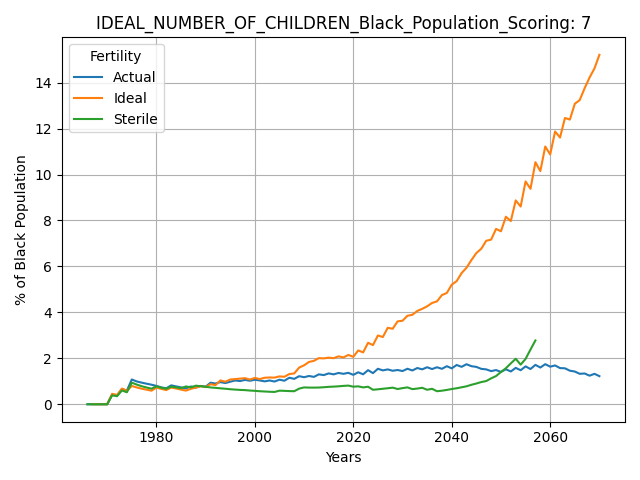 IDEAL_NUMBER_OF_CHILDREN_Black_Population_Scoring: 7
Fertility
Actual
Ideal
Sterile
% of Black Population
14
12
10
8
6
4
2
0
1980 2000 2020 2040 2060
Years